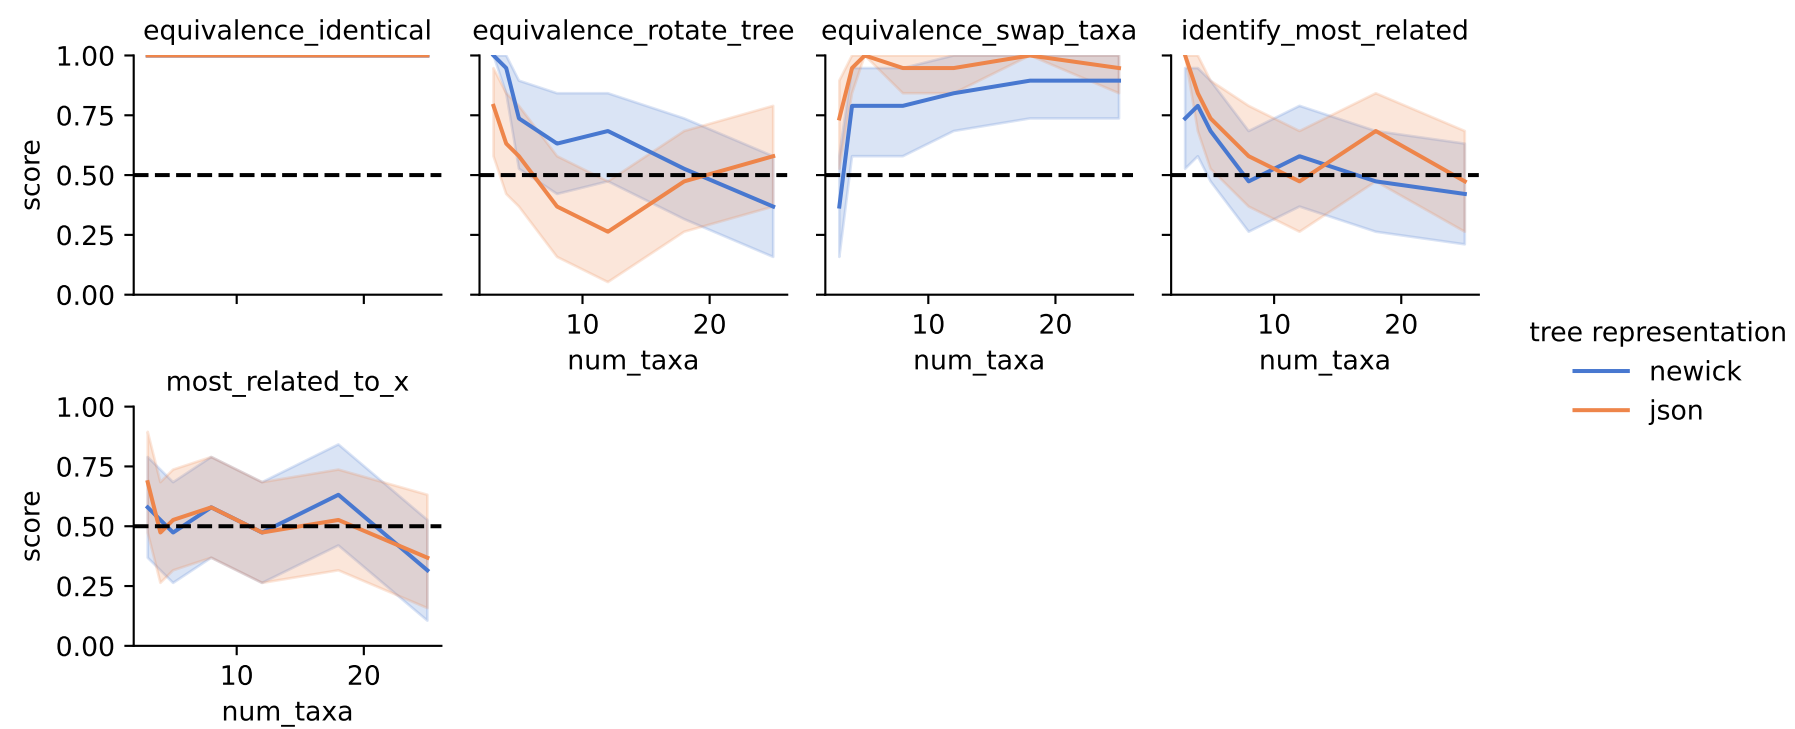 equivalence_identical
equivalence_rotate_tree
equivalence_swap_taxa
identify_most_related
1.00
0.75
0.50
0.25
0.00
score
10 20
10 20
10 20
num_taxa
num_taxa
num_taxa
tree representation
newick
json
most_related_to_x
1.00
0.75
0.50
0.25
0.00
score
10 20
num_taxa